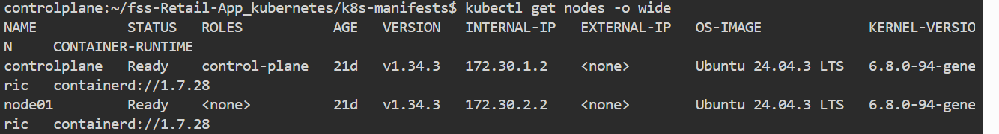 controlplane:~/fss-Retail-App_kubernetes/k8s-manifests$ kubectl get nodes -o wide
NAME           STATUS   ROLES           AGE   VERSION   INTERNAL-IP   EXTERNAL-IP   OS-IMAGE             KERNEL-VERSIO
N     CONTAINER-RUNTIME
controlplane   Ready    control-plane   21d   v1.34.3   172.30.1.2    <none>        Ubuntu 24.04.3 LTS   6.8.0-94-gene
ric   containerd://1.7.28
node01         Ready    <none>          21d   v1.34.3   172.30.2.2    <none>        Ubuntu 24.04.3 LTS   6.8.0-94-gene
ric   containerd://1.7.28